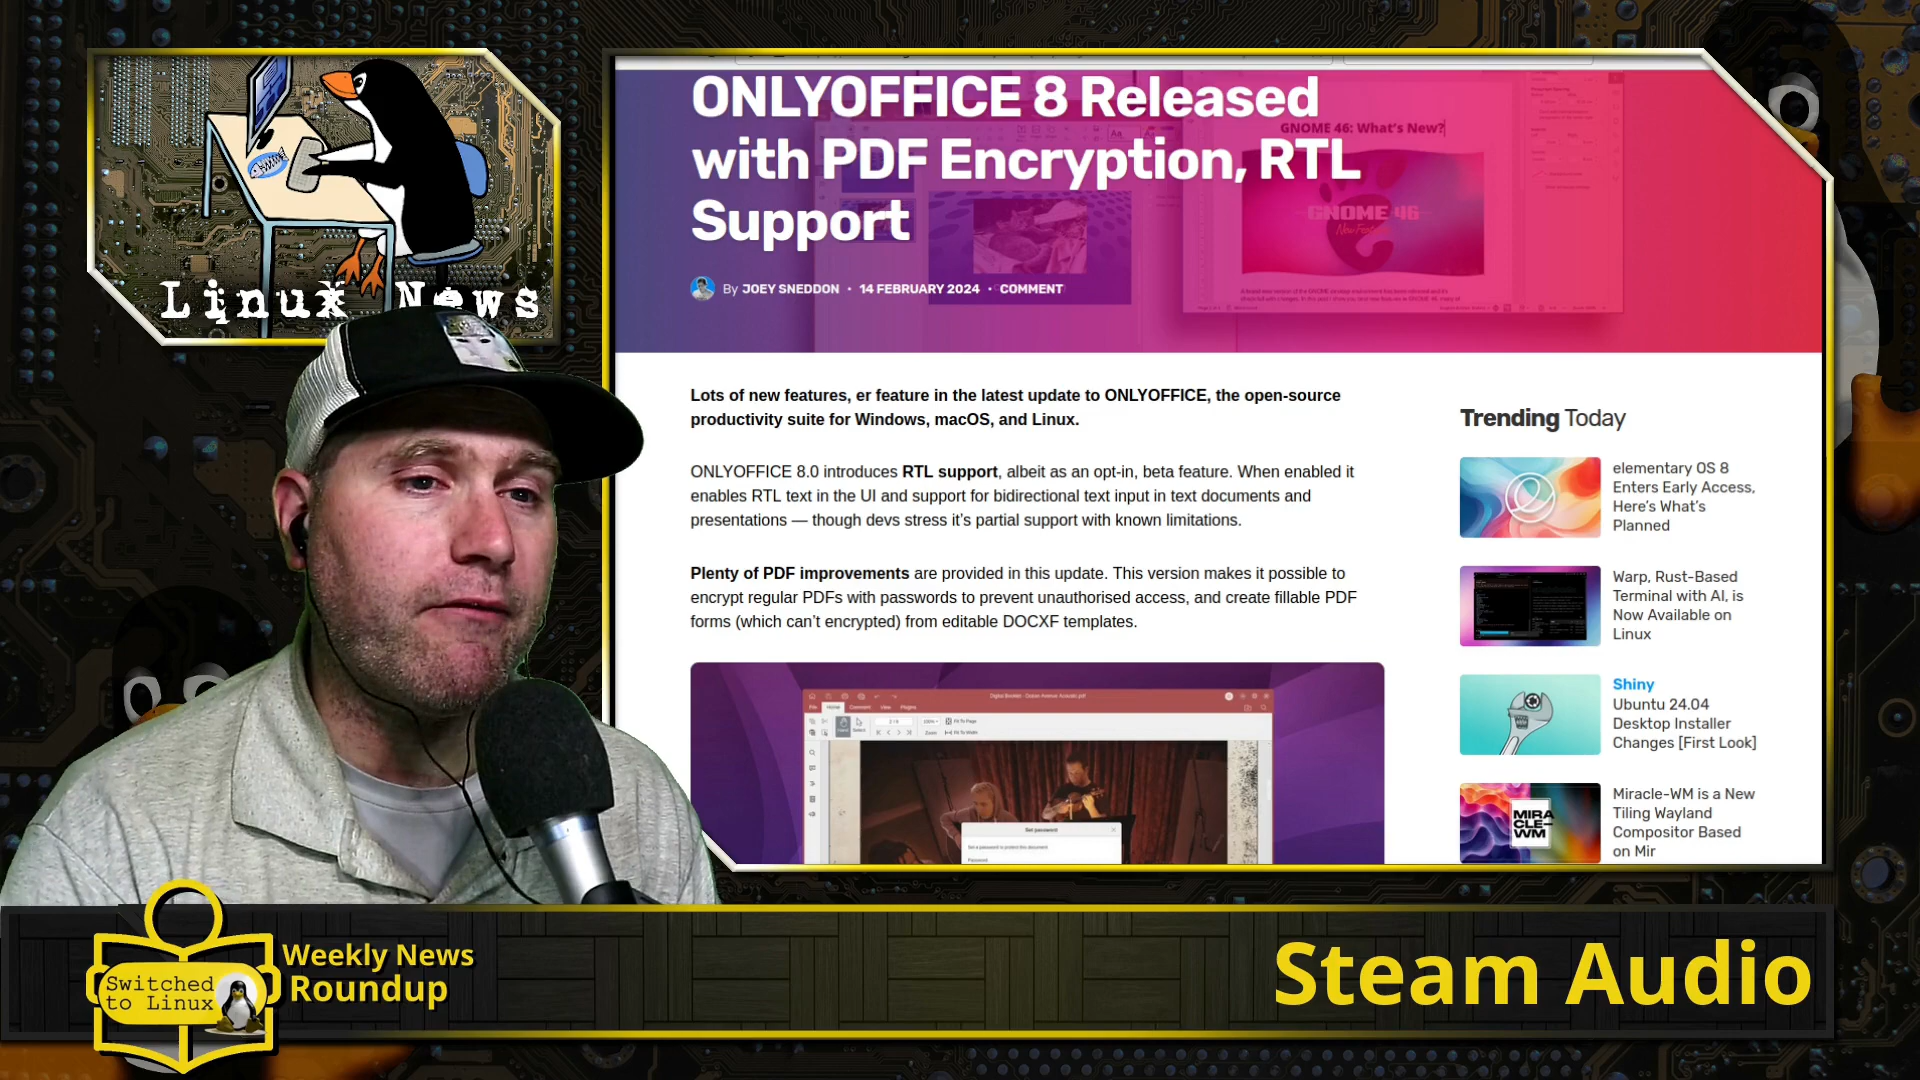 Linux News
ONLYOFFICE 8 Released
with PDF Encryption, RTL
Support
GNOME 46: What's New?
GNOME 46
By JOEY SNEDDON • 14 FEBRUARY 2024 • COMMENT
Lots of new features, er feature in the latest update to ONLYOFFICE, the open-source
productivity suite for Windows, macOS, and Linux.
ONLYOFFICE 8.0 introduces RTL support, albeit as an opt-in, beta feature. When enabled it
enables RTL text in the UI and support for bidirectional text input in text documents and
presentations — though devs stress it's partial support with known limitations.
Plenty of PDF improvements are provided in this update. This version makes it possible to
encrypt regular PDFs with passwords to prevent unauthorised access, and create fillable PDF
forms (which can't encrypted) from editable DOCXF templates.
Set password
Set a password to protect this document
Password
Trending Today
elementary OS 8
Enters Early Access,
Here's What's
Planned
Warp, Rust-Based
Terminal with AI, is
Now Available on
Linux
Shiny
Ubuntu 24.04
Desktop Installer
Changes [First Look]
MIRA
CLE-
WM
Miracle-WM is a New
Tiling Wayland
Compositor Based
on Mir
Switched
to Linux
Weekly News
Roundup
Steam Audio